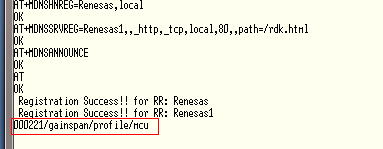 AT+MDNSHNREG=Renesas,local
OK
AT+MDNSSRVREG=Renesas1,,_http,_tcp,local,80,,path=/rdk.html
OK
AT+MDNSANNOUNCE
OK
AT
OK
Registration Success!! for RR: Renesas
Registration Success!! for RR: Renesas1
000221/gainspan/profile/mcu